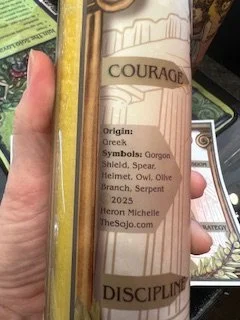 COURAGE
Origin:
Greek
Symbols: Gorgon
Shield, Spear,
Helmet, Owl, Olive
Branch, Serpent
2025
Heron Michelle
TheSojo.com
DISCIPLINE